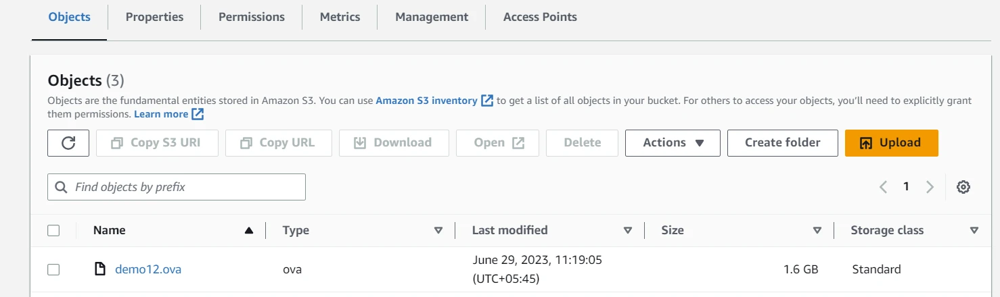 Objects Properties Permissions Metrics Management Access Points
Objects (3)
Objects are the fundamental entities stored in Amazon S3. You can use Amazon S3 inventory to get a list of all objects in your bucket. For others to access your objects, you'll need to explicitly grant
them permissions. Learn more
Copy S3 URI Copy URL Download Open Delete Actions Create folder Upload
Find objects by prefix 1
Name Type Last modified Size Storage class
demo12.ova ova June 29, 2023, 11:19:05 1.6 GB Standard
(UTC+05:45)